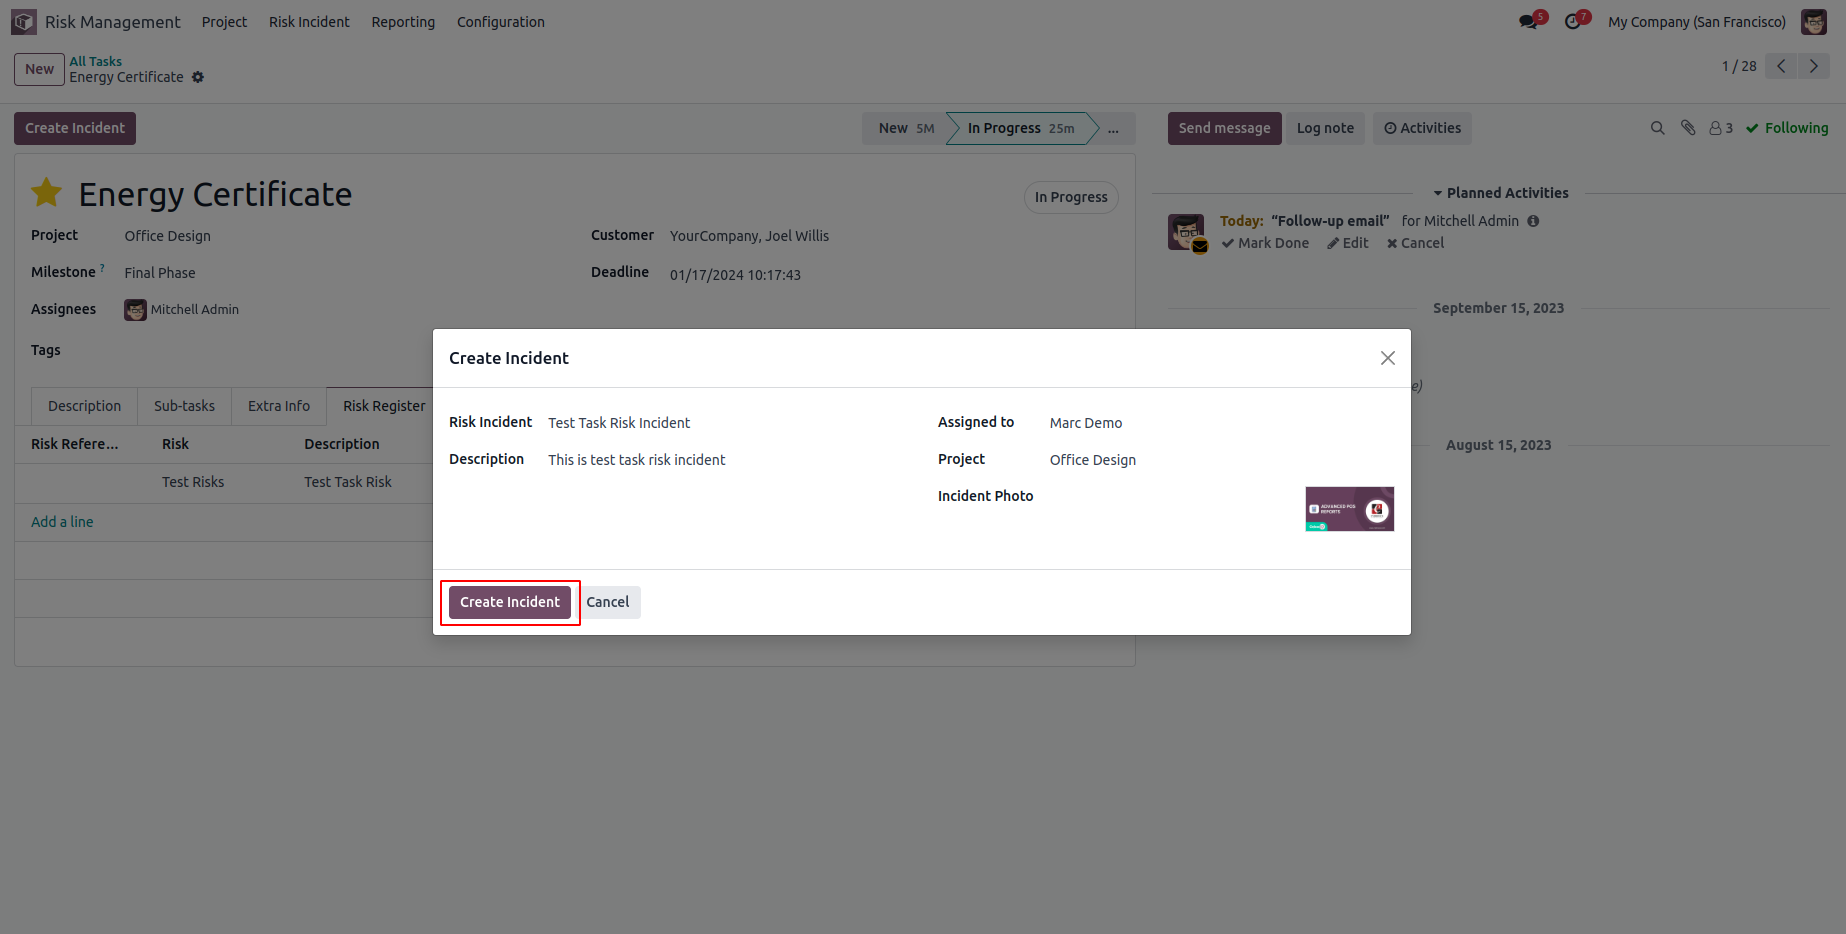 Risk Management Project Risk Incident Reporting Configuration 5 7 My Company (San Francisco)
New All Tasks
Energy Certificate 1 / 28
Create Incident New 5M In Progress 25m ... Send message Log note Activities 3 Following
Energy Certificate In Progress
Planned Activities
Project Office Design Customer YourCompany, Joel Willis
Today: “Follow-up email” for Mitchell Admin
Mark Done Edit Cancel
Milestone ? Final Phase Deadline 01/17/2024 10:17:43
Assignees Mitchell Admin September 15, 2023
Tags
Create Incident
e)
Description Sub-tasks Extra Info Risk Register
Risk Incident Test Task Risk Incident Assigned to Marc Demo
Risk Refere... Risk Description August 15, 2023
Description This is test task risk incident Project Office Design
Test Risks Test Task Risk
Incident Photo
ADVANCED POS
REPORTS
Add a line
Create Incident Cancel